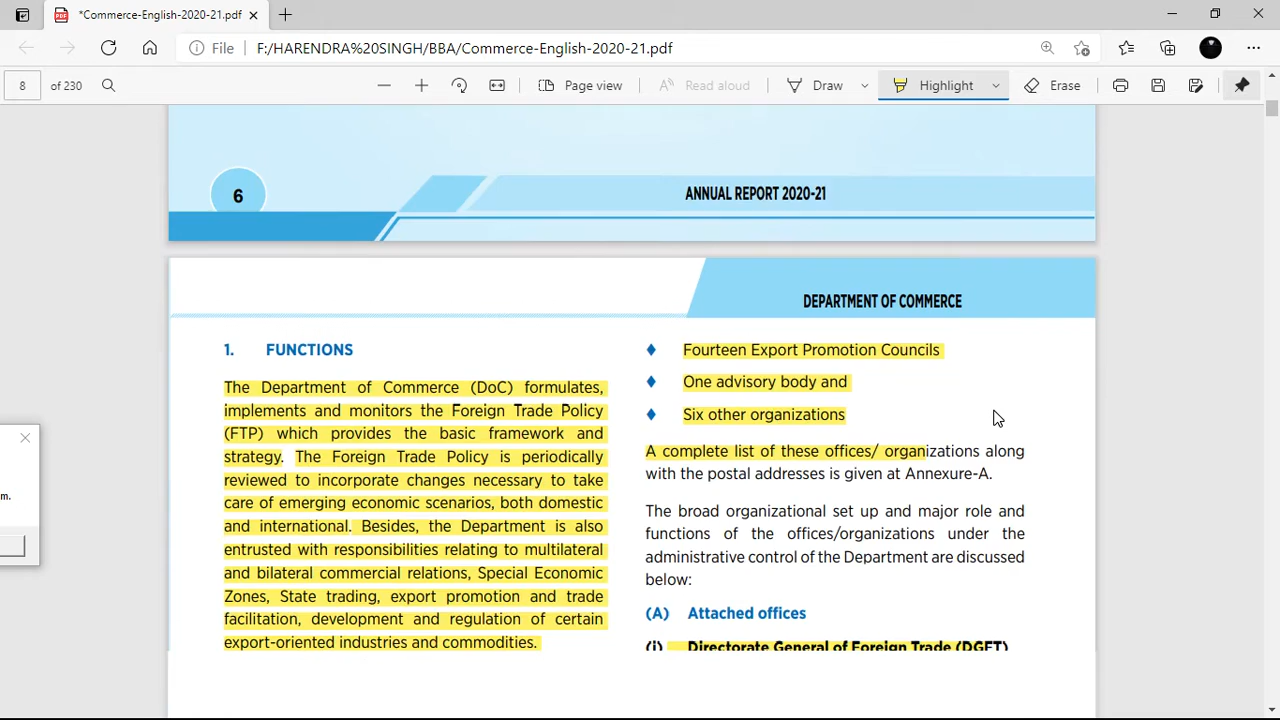 *Commerce-English-2020-21.pdf
File F:/HARENDRA%20SINGH/BBA/Commerce-English-2020-21.pdf
8 of 230 Page view Read aloud Draw Highlight Erase
6 ANNUAL REPORT 2020-21
DEPARTMENT OF COMMERCE
1. FUNCTIONS
The Department of Commerce (DoC) formulates,
implements and monitors the Foreign Trade Policy
(FTP) which provides the basic framework and
strategy. The Foreign Trade Policy is periodically
reviewed to incorporate changes necessary to take
care of emerging economic scenarios, both domestic
and international. Besides, the Department is also
entrusted with responsibilities relating to multilateral
and bilateral commercial relations, Special Economic
Zones, State trading, export promotion and trade
facilitation, development and regulation of certain
export-oriented industries and commodities.
♦ Fourteen Export Promotion Councils
♦ One advisory body and
♦ Six other organizations
A complete list of these offices/ organizations along
with the postal addresses is given at Annexure-A.
The broad organizational set up and major role and
functions of the offices/organizations under the
administrative control of the Department are discussed
below:
(A) Attached offices
(i) Directorate General of Foreign Trade (DGFT)
m.